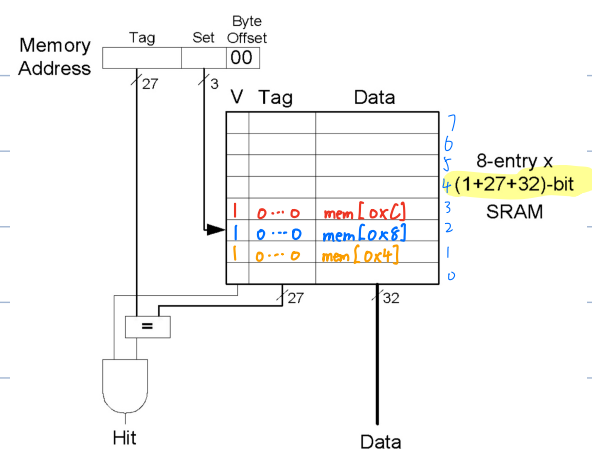 Byte
Memory Tag Set Offset
Address 00
27 3
V Tag Data
7
6
5
8-entry x
4 (1+27+32)-bit
1 0...0 mem[0xC] 3 SRAM
1 0...0 mem[0x8] 2
1 0...0 mem[0x4] 1
0
27 32
=
Hit Data